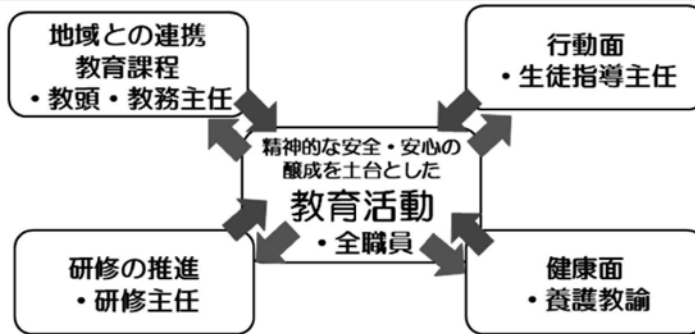 地域との連携
教育課程
・教頭・教務主任
行動面
・生徒指導主任
精神的な安全・安心の
醸成を土台とした
教育活動
・全職員
研修の推進
・研修主任
健康面
・養護教諭